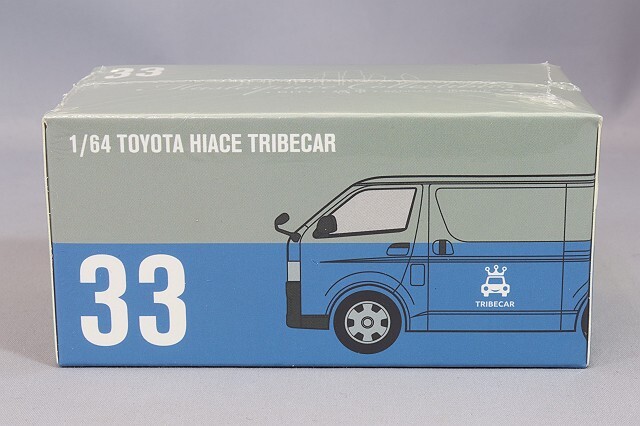 33
1/64 TOYOTA HIACE TRIBECAR
33
TRIBECAR